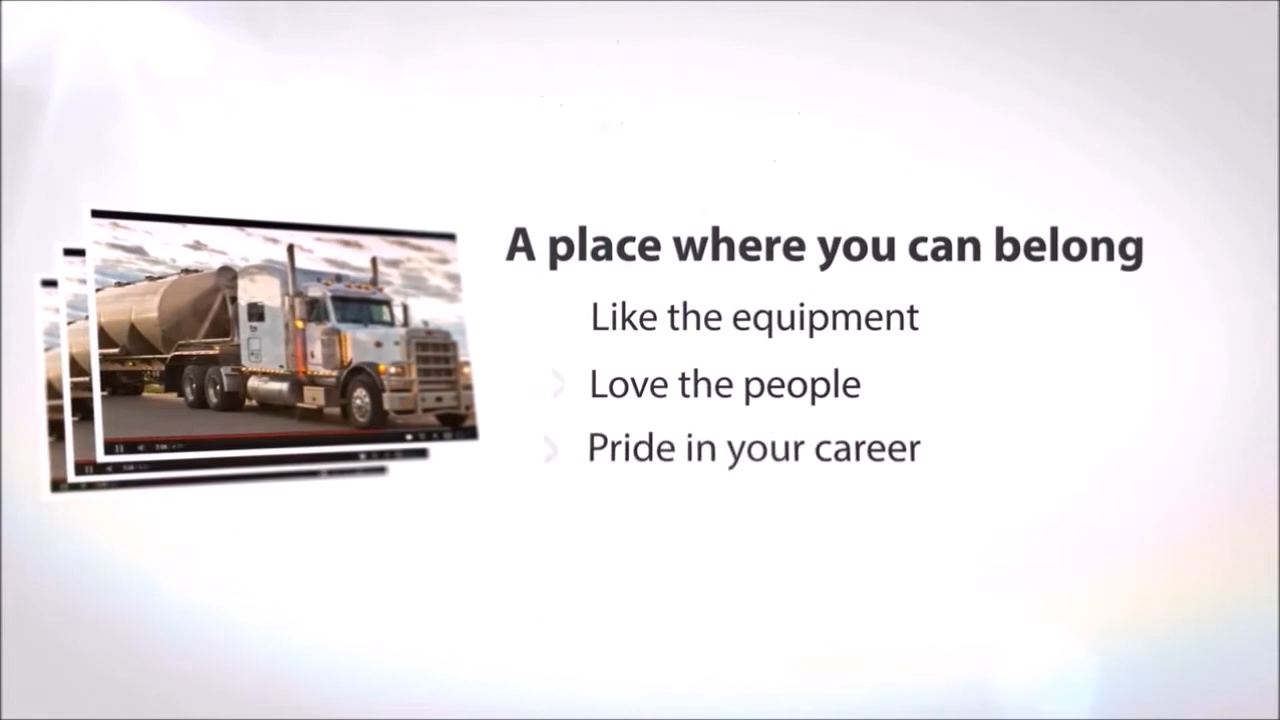 A place where you can belong
Like the equipment
Love the people
Pride in your career